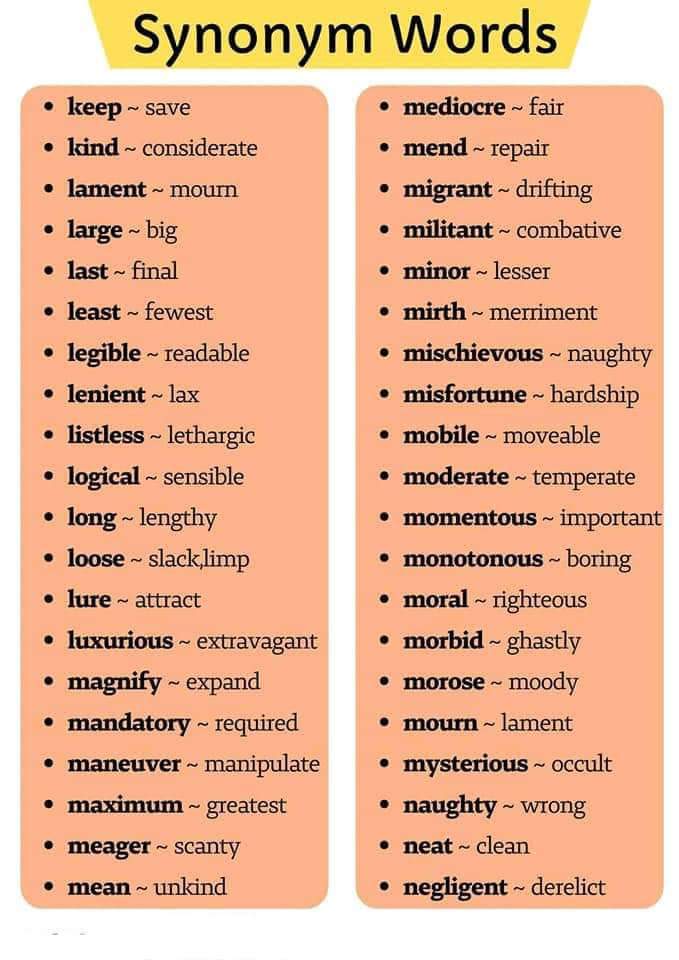 Synonym Words
• keep ~ save
• kind ~ considerate
• lament ~ mourn
• large ~ big
• last ~ final
• least ~ fewest
• legible ~ readable
• lenient ~ lax
• listless ~ lethargic
• logical ~ sensible
• long ~ lengthy
• loose ~ slack,limp
• lure ~ attract
• luxurious ~ extravagant
• magnify ~ expand
• mandatory ~ required
• maneuver ~ manipulate
• maximum ~ greatest
• meager ~ scanty
• mean ~ unkind
• mediocre ~ fair
• mend ~ repair
• migrant ~ drifting
• militant ~ combative
• minor ~ lesser
• mirth ~ merriment
• mischievous ~ naughty
• misfortune ~ hardship
• mobile ~ moveable
• moderate ~ temperate
• momentous ~ important
• monotonous ~ boring
• moral ~ righteous
• morbid ~ ghastly
• morose ~ moody
• mourn ~ lament
• mysterious ~ occult
• naughty ~ wrong
• neat ~ clean
• negligent ~ derelict